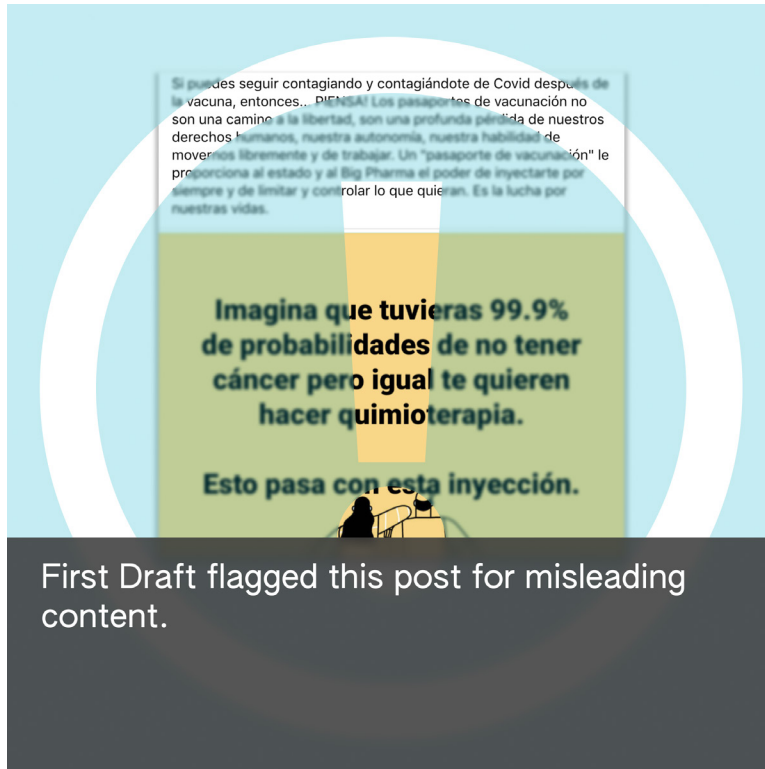 Si puedes seguir contagiando y contagiándote de Covid después de
la vacuna, entonces... PIENSA! Los pasaportes de vacunación no
son una camino a la libertad, son una profunda pérdida de nuestros
derechos humanos, nuestra autonomía, nuestra habilidad de
movernos libremente y de trabajar. Un "pasaporte de vacunación" le
proporciona al estado y al Big Pharma el poder de inyectarte por
siempre y de limitar y controlar lo que quieran. Es la lucha por
nuestras vidas.
Imagina que tuvieras 99.9%
de probabilidades de no tener
cáncer pero igual te quieren
hacer quimioterapia.
Esto pasa con esta inyección.
First Draft flagged this post for misleading
content.